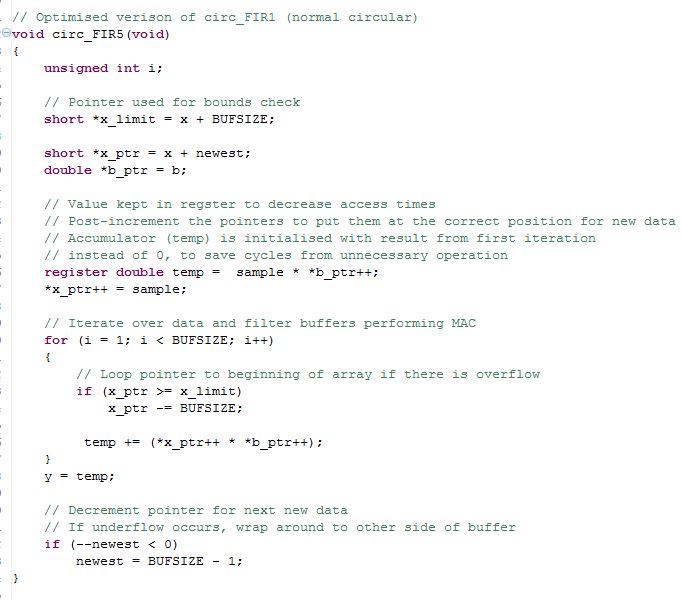 // Optimised verison of circ_FIR1 (normal circular)
void circ_FIR5(void)
{
    unsigned int i;

    // Pointer used for bounds check
    short *x_limit = x + BUFSIZE;

    short *x_ptr = x + newest;
    double *b_ptr = b;

    // Value kept in regster to decrease access times
    // Post-increment the pointers to put them at the correct position for new data
    // Accumulator (temp) is initialised with result from first iteration
    // instead of 0, to save cycles from unnecessary operation
    register double temp =  sample * *b_ptr++;
    *x_ptr++ = sample;

    // Iterate over data and filter buffers performing MAC
    for (i = 1; i < BUFSIZE; i++)
    {
        // Loop pointer to beginning of array if there is overflow
        if (x_ptr >= x_limit)
            x_ptr -= BUFSIZE;

         temp += (*x_ptr++ * *b_ptr++);
    }
    y = temp;

    // Decrement pointer for next new data
    // If underflow occurs, wrap around to other side of buffer
    if (--newest < 0)
        newest = BUFSIZE - 1;
}